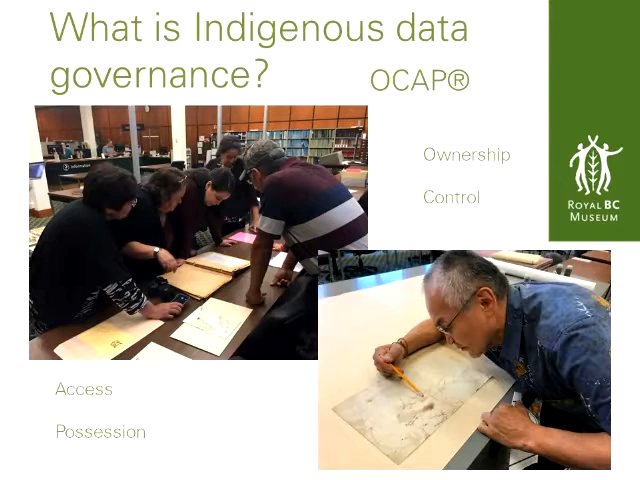 What is Indigenous data
governance?
OCAP®
Ownership
Control
ROYAL BC
MUSEUM
Access
Possession